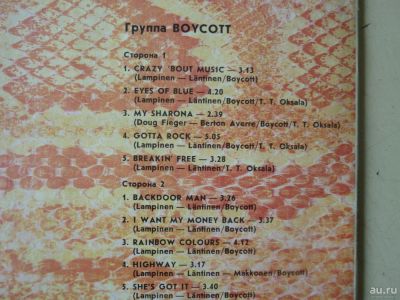 Группа BOYCOTT
Сторона 1
1. CRAZY 'BOUT MUSIC — 3.13
(Lampinen — Läntinen/Boycott)
2. EYES OF BLUE — 4.20
(Lampinen — Läntinen/Boycott/T. T. Oksala)
3. MY SHARONA — 2.39
(Doug Fieger — Berton Averre/Boycott/T. T. Oksala)
4. GOTTA ROCK — 5.05
(Lampinen — Läntinen/Boycott)
5. BREAKIN' FREE — 3.28
(Lampinen — Läntinen/T. T. Oksala)
Сторона 2
1. BACKDOOR MAN — 3.26
(Lampinen — Läntinen/Boycott)
2. I WANT MY MONEY BACK — 3.37
(Lampinen — Läntinen/Boycott)
3. RAINBOW COLOURS — 4.12
(Lampinen — Läntinen/Boycott)
4. HIGHWAY — 3.17
(Lampinen — Läntinen — Makkonen/Boycott)
5. SHE'S GOT IT — 3.40
(Lampinen — Läntinen/Boycott)
au.ru